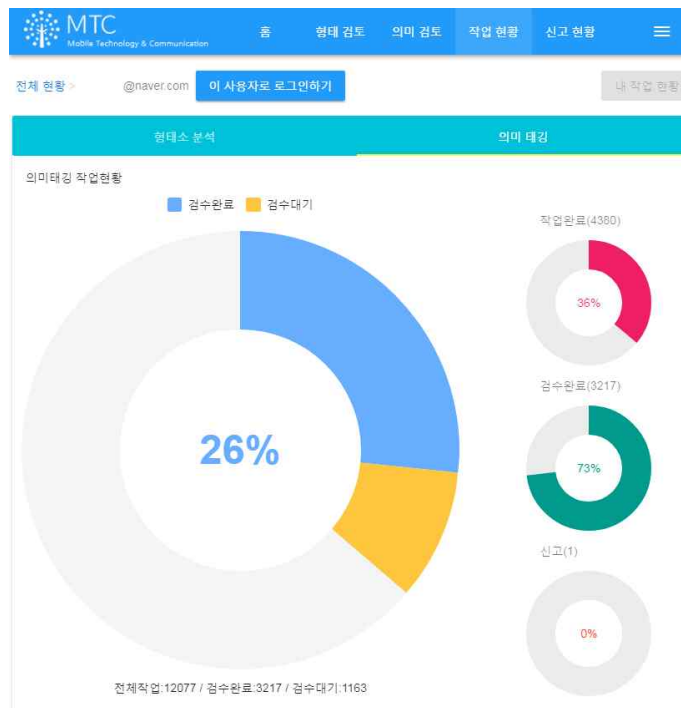 MTC
Mobile Technology & Communication
홈 형태 검토 의미 검토 작업 현황 신고 현황
전체 현황 > @naver.com 이 사용자로 로그인하기 내 작업 현황
형태소 분석 의미 태깅
의미태깅 작업현황
검수완료 검수대기
26%
전체작업:12077 / 검수완료:3217 / 검수대기:1163
작업완료(4380)
36%
검수완료(3217)
73%
신고(1)
0%